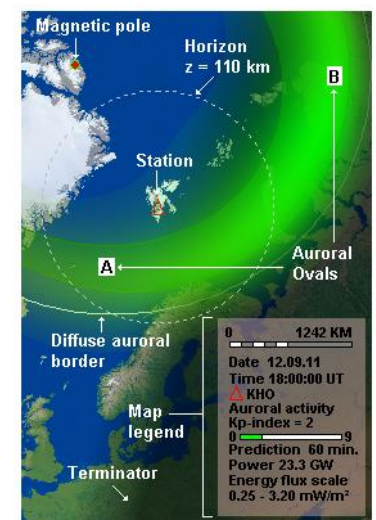 Magnetic pole
Horizon
z = 110 km
B
Station
A
Auroral
Ovals
Diffuse auroral
border
Map
legend
Terminator
0 1242 KM
Date 12.09.11
Time 18:00:00 UT
KHO
Auroral activity
Kp-index = 2
0 9
Prediction 60 min.
Power 23.3 GW
Energy flux scale
0.25 - 3.20 mW/m²